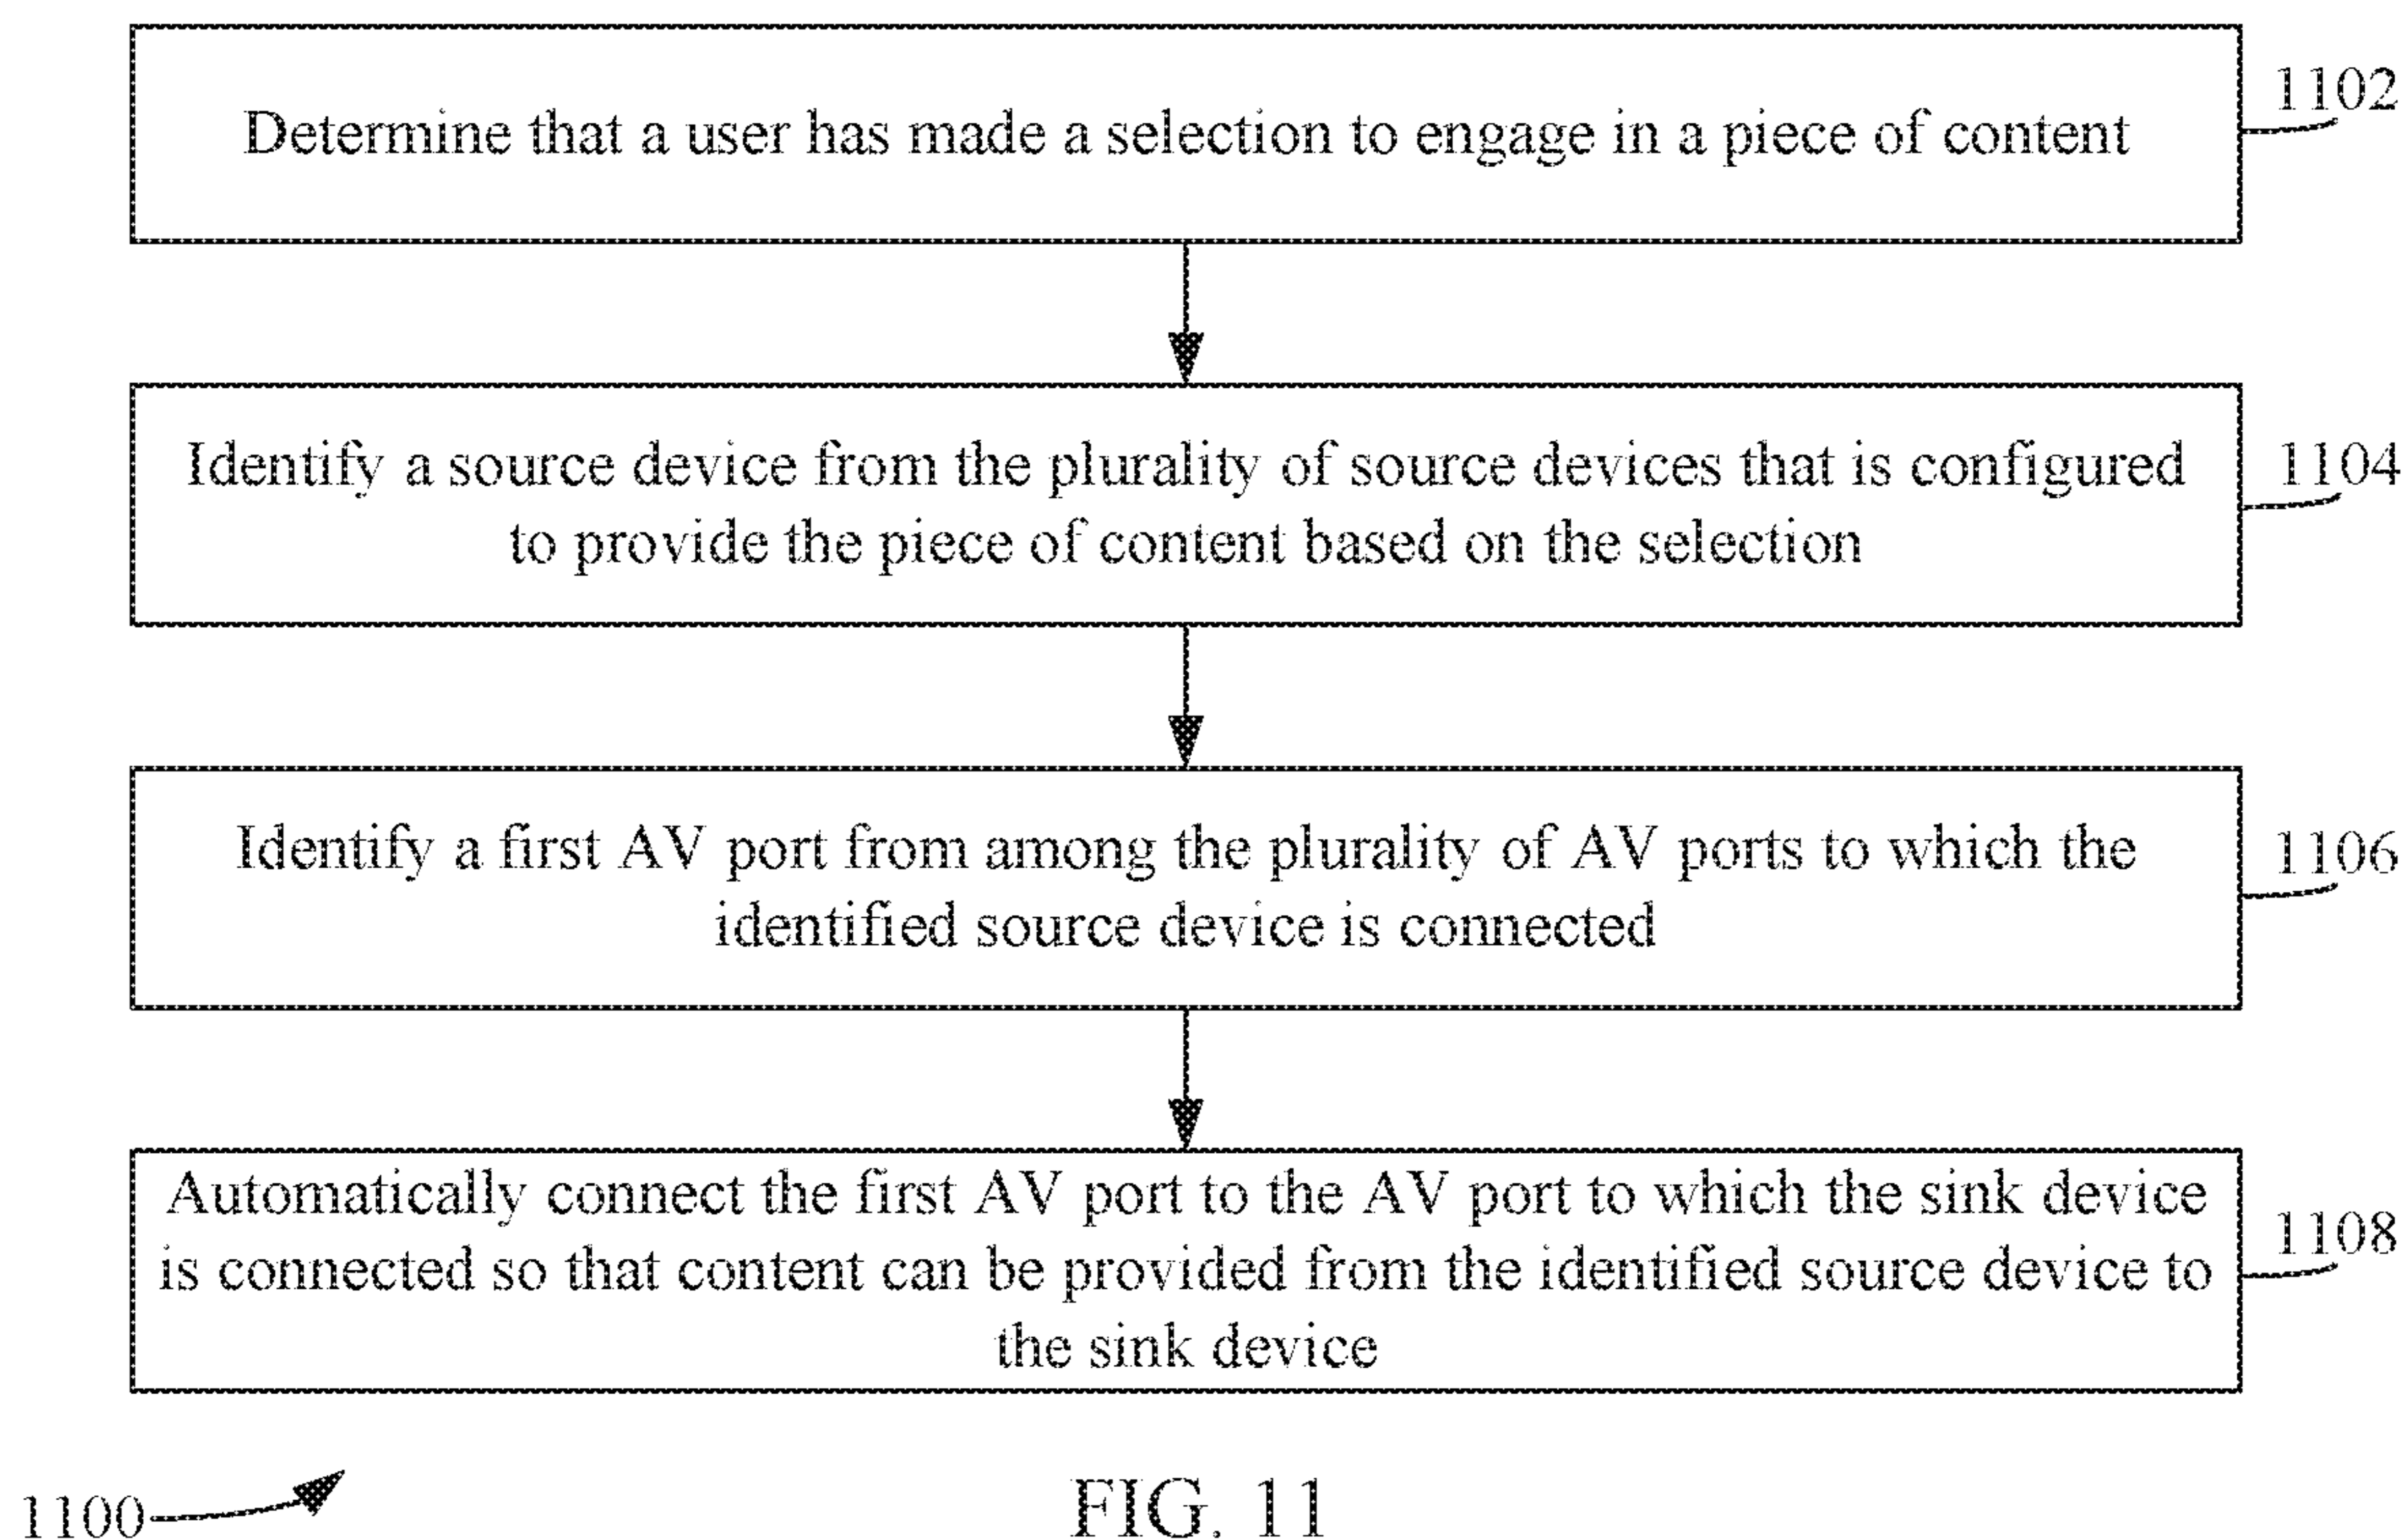 Determine that a user has made a selection to engage in a piece of content
1102
Identify a source device from the plurality of source devices that is configured
to provide the piece of content based on the selection
1104
Identify a first AV port from among the plurality of AV ports to which the
identified source device is connected
1106
Automatically connect the first AV port to the AV port to which the sink device
is connected so that content can be provided from the identified source device to
the sink device
1108
1100
FIG. 11